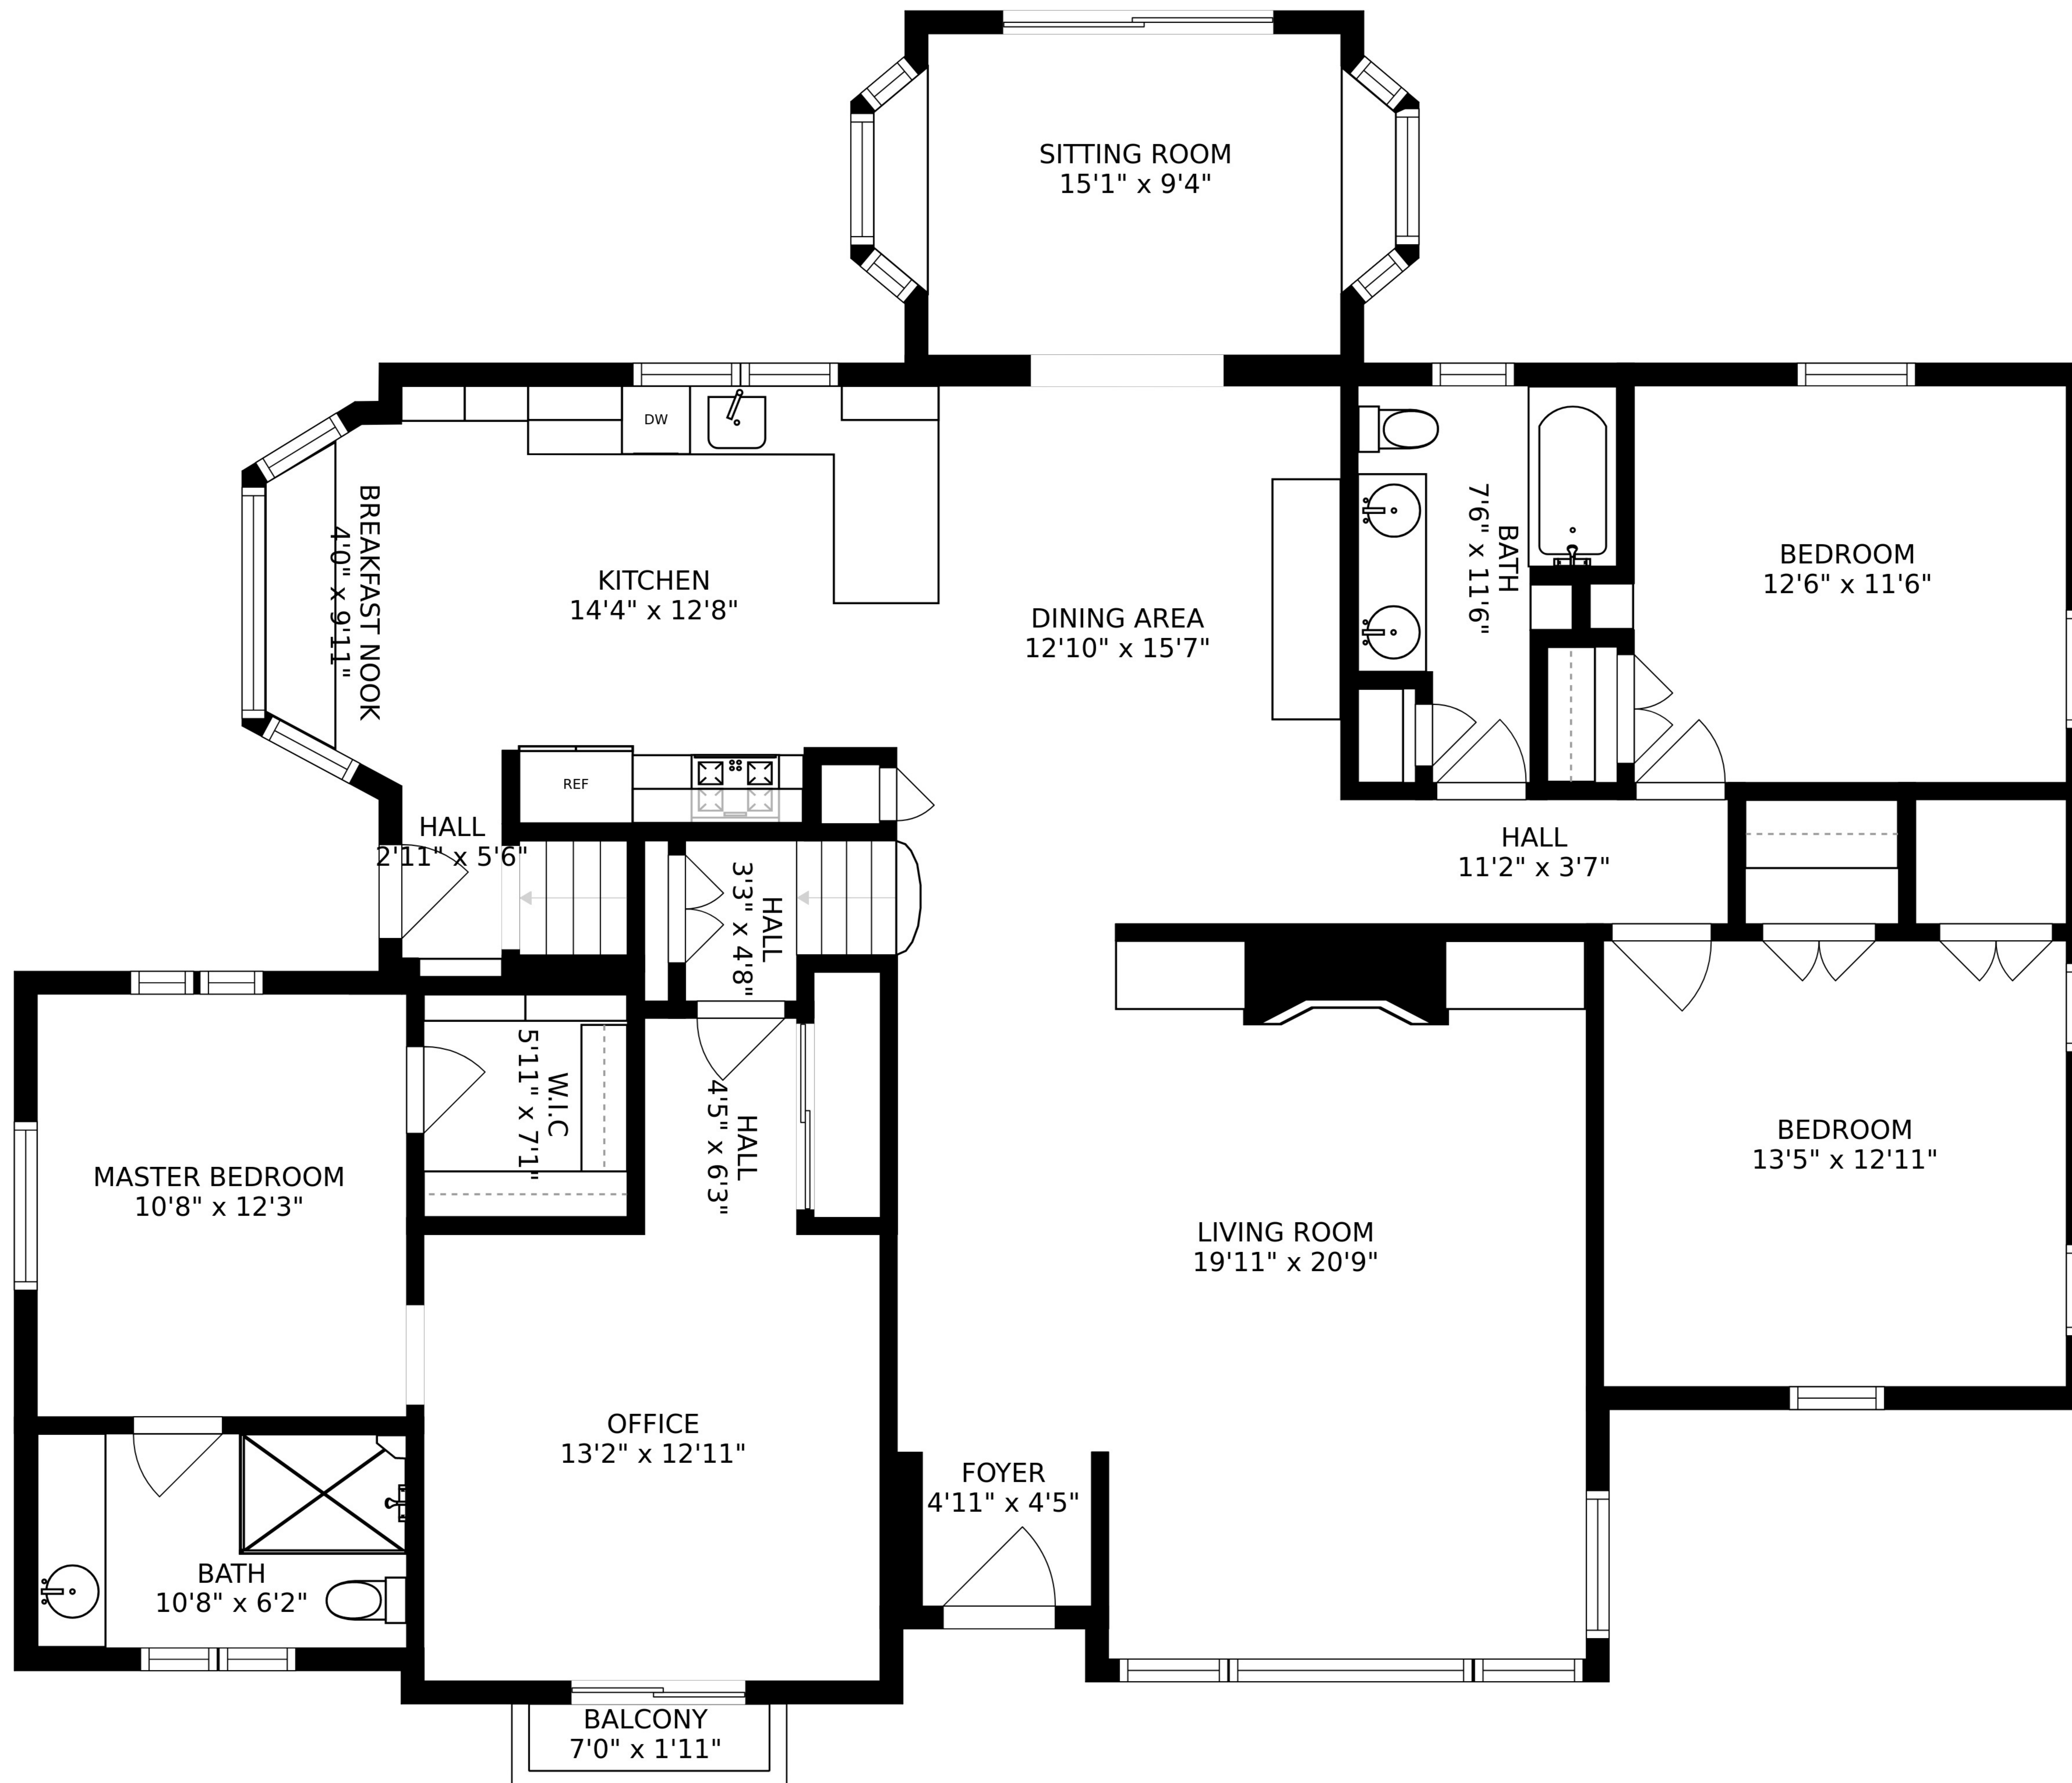 SITTING ROOM
15'1" x 9'4"
DW
BREAKFAST NOOK
4'0" x 9'11"
KITCHEN
14'4" x 12'8"
DINING AREA
12'10" x 15'7"
BATH
7'6" x 11'6"
BEDROOM
12'6" x 11'6"
REF
HALL
2'11" x 5'6"
HALL
3'3" x 4'8"
HALL
11'2" x 3'7"
W.I.C
5'11" x 7'1"
HALL
4'5" x 6'3"
MASTER BEDROOM
10'8" x 12'3"
BEDROOM
13'5" x 12'11"
LIVING ROOM
19'11" x 20'9"
OFFICE
13'2" x 12'11"
FOYER
4'11" x 4'5"
BATH
10'8" x 6'2"
BALCONY
7'0" x 1'11"